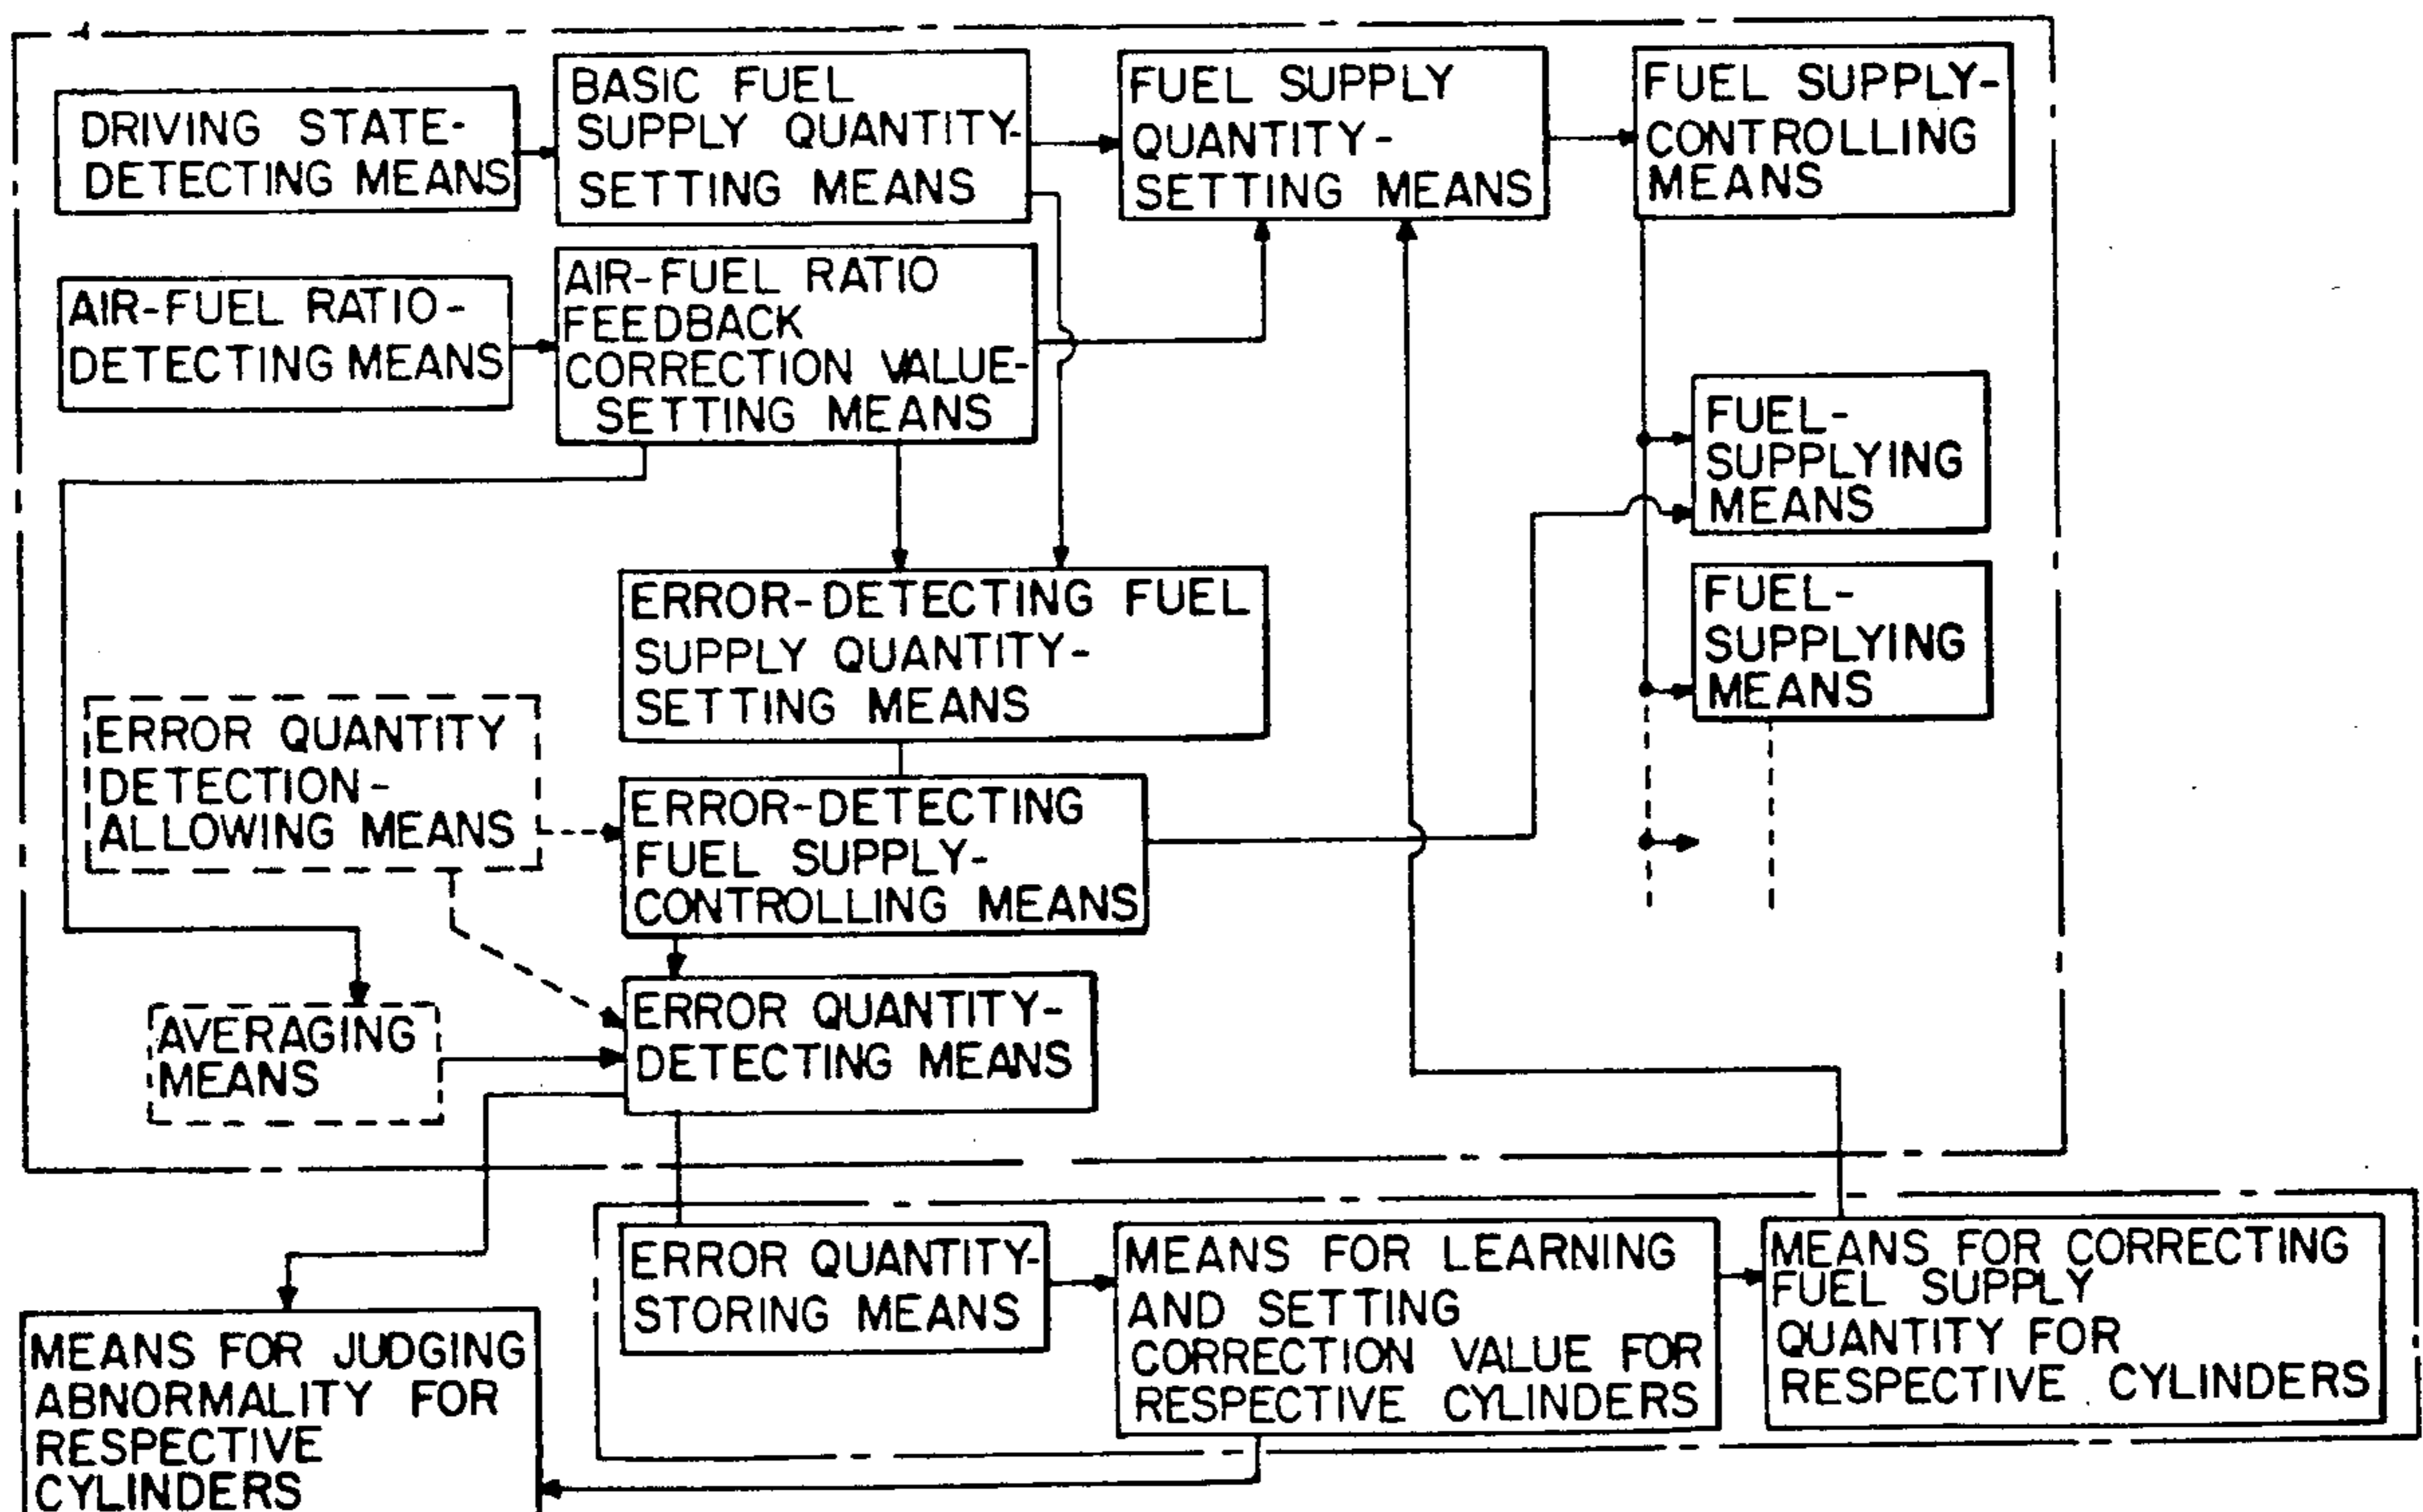 DRIVING STATE-
DETECTING MEANS
BASIC FUEL
SUPPLY QUANTITY-
SETTING MEANS
FUEL SUPPLY
QUANTITY-
SETTING MEANS
FUEL SUPPLY-
CONTROLLING
MEANS
AIR-FUEL RATIO-
DETECTING MEANS
AIR-FUEL RATIO
FEEDBACK
CORRECTION VALUE-
SETTING MEANS
FUEL-
SUPPLYING
MEANS
ERROR-DETECTING FUEL
SUPPLY QUANTITY-
SETTING MEANS
FUEL-
SUPPLYING
MEANS
ERROR QUANTITY
DETECTION-
ALLOWING MEANS
ERROR-DETECTING
FUEL SUPPLY-
CONTROLLING MEANS
AVERAGING
MEANS
ERROR QUANTITY-
DETECTING MEANS
ERROR QUANTITY-
STORING MEANS
MEANS FOR LEARNING
AND SETTING
CORRECTION VALUE FOR
RESPECTIVE CYLINDERS
MEANS FOR CORRECTING
FUEL SUPPLY
QUANTITY FOR
RESPECTIVE CYLINDERS
MEANS FOR JUDGING
ABNORMALITY FOR
RESPECTIVE
CYLINDERS